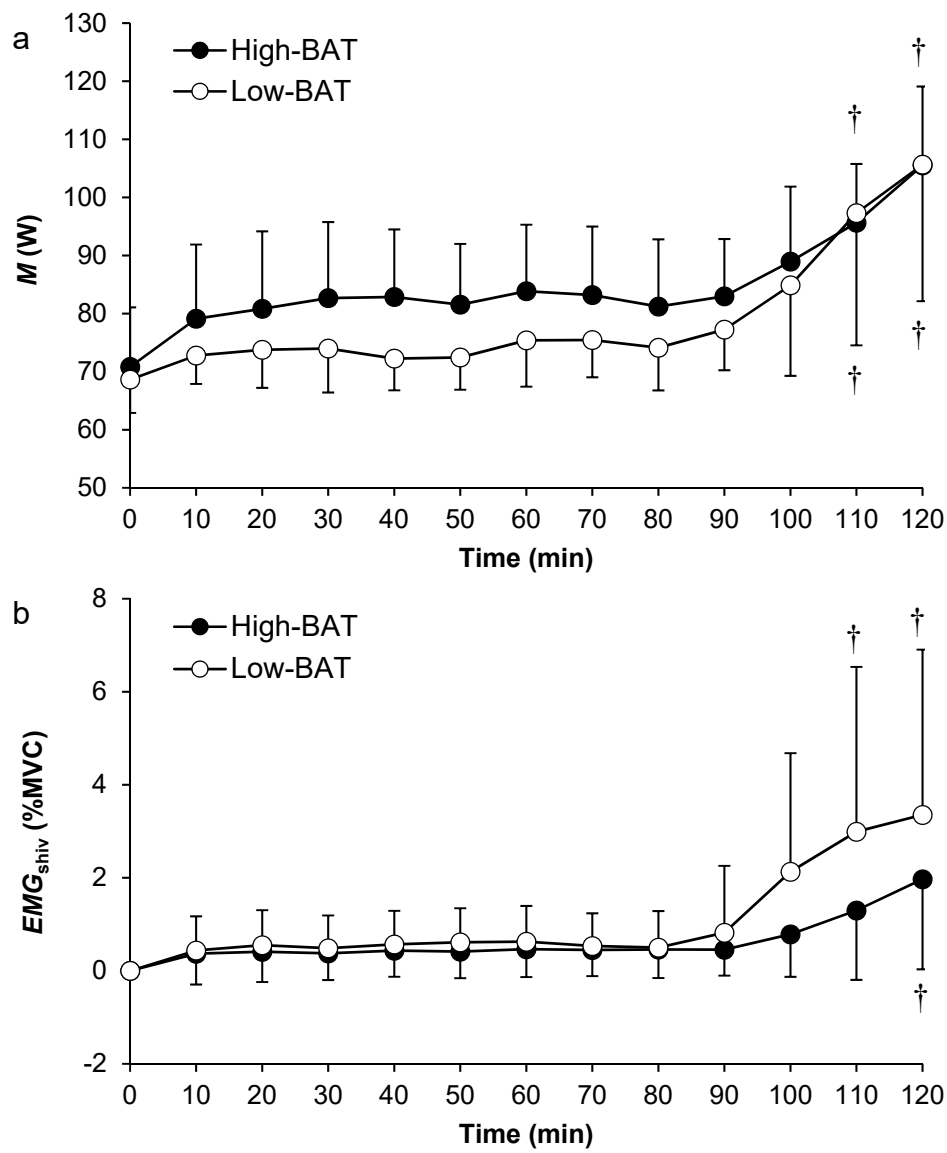 a
High-BAT
Low-BAT
M (W)
130
120
110
100
90
80
70
60
50
† †
† †
0 10 20 30 40 50 60 70 80 90 100 110 120
Time (min)
b
High-BAT
Low-BAT
EMGshiv (%MVC)
8
6
4
2
0
-2
† †
†
0 10 20 30 40 50 60 70 80 90 100 110 120
Time (min)